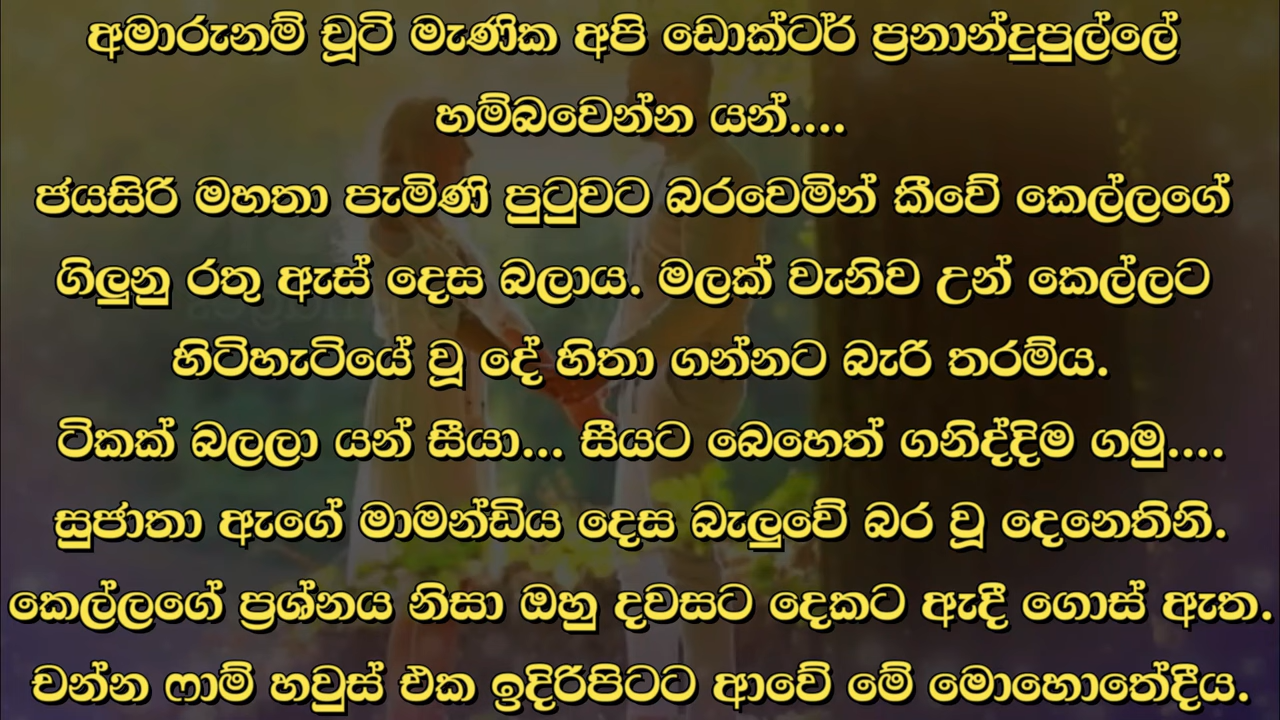 අමාරුනම් චූටි මැණික අපි ඩොක්ටර් ප්‍රනාන්දුපුල්ලේ
හම්බවෙන්න යන්....
ජයසිරි මහතා පැමිණි පුටුවට බරවෙමින් කීවේ කෙල්ලගේ
ගිලුනු රතු ඇස් දෙස බලාය. මලක් වැනිව උන් කෙල්ලට
හිටිහැටියේ වූ දේ හිතා ගන්නට බැරි තරම්ය.
ටිකක් බලලා යන් සීයා... සීයට බෙහෙත් ගනිද්දිම ගමු....
සුජාතා ඇගේ මාමන්ඩිය දෙස බැලුවේ බර වූ දෙනෙතිනි.
කෙල්ලගේ ප්‍රශ්නය නිසා ඔහු දවසට දෙකට ඇදී ගොස් ඇත.
චන්න ෆාම් හවුස් එක ඉදිරිපිටට ආවේ මේ මොහොතේදීය.